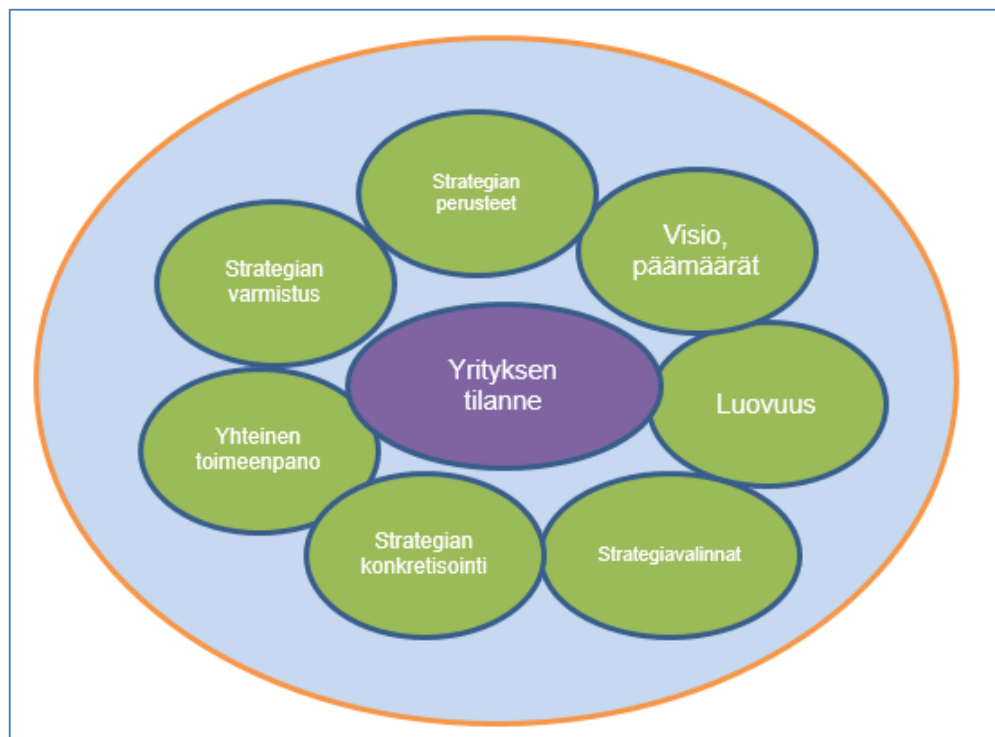 Strategian
perusteet
Visio,
päämäärät
Luovuus
Strategiavalinnat
Strategian
konkretisointi
Yhteinen
toimeenpano
Strategian
varmistus
Yrityksen
tilanne